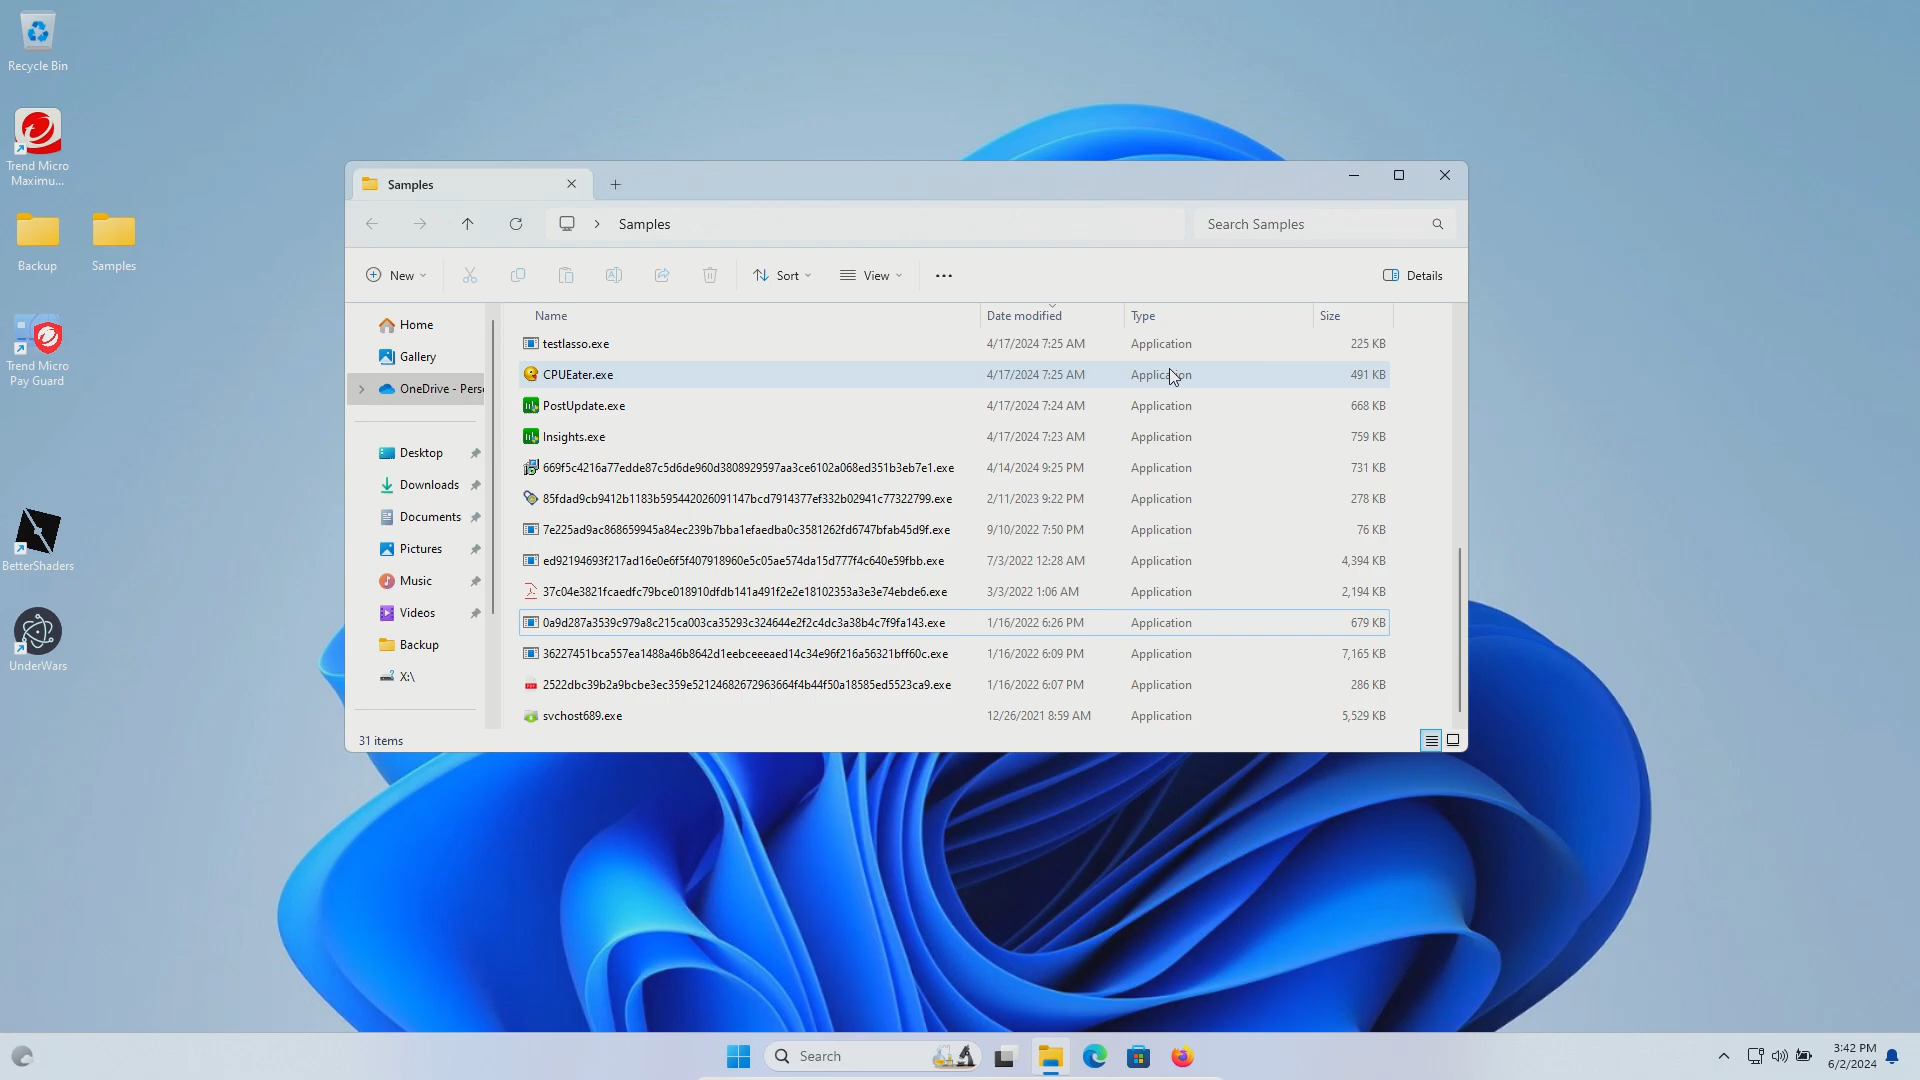 Recycle Bin
Trend Micro
Maximu...
Backup
Samples
Trend Micro
Pay Guard
BetterShaders
UnderWars
Samples
Samples
Search Samples
New
Sort
View
Details
Home
Gallery
OneDrive - Perso
Desktop
Downloads
Documents
Pictures
Music
Videos
Backup
X:\
Name Date modified Type Size
testlasso.exe 4/17/2024 7:25 AM Application 225 KB
CPUEater.exe 4/17/2024 7:25 AM Application 491 KB
PostUpdate.exe 4/17/2024 7:24 AM Application 668 KB
Insights.exe 4/17/2024 7:23 AM Application 759 KB
669f5c4216a77edde87c5d6de960d3808929597aa3ce6102a068ed351b3eb7e1.exe 4/14/2024 9:25 PM Application 731 KB
85fdad9cb9412b1183b595442026091147bcd7914377ef332b02941c77322799.exe 2/11/2023 9:22 PM Application 278 KB
7e225ad9ac868659945a84ec239b7bba1efaedba0c3581262fd6747bfab45d9f.exe 9/10/2022 7:50 PM Application 76 KB
ed92194693f217ad16e0e6f5f407918960e5c05ae574da15d777f4c640e59fbb.exe 7/3/2022 12:28 AM Application 4,394 KB
37c04e3821fcaedfc79bce018910dfdb141a491f2e2e18102353a3e3e74ebde6.exe 3/3/2022 1:06 AM Application 2,194 KB
0a9d287a3539c979a8c215ca003ca35293c324644e2f2c4dc3a38b4c7f9fa143.exe 1/16/2022 6:26 PM Application 679 KB
36227451bca557ea1488a46b8642d1eebceeeaed14c34e96f216a56321bff60c.exe 1/16/2022 6:09 PM Application 7,165 KB
2522dbc39b2a9bcbe3ec359e52124682672963664f4b44f50a18585ed5523ca9.exe 1/16/2022 6:07 PM Application 286 KB
svchost689.exe 12/26/2021 8:59 AM Application 5,529 KB
31 items
Search
3:42 PM
6/2/2024